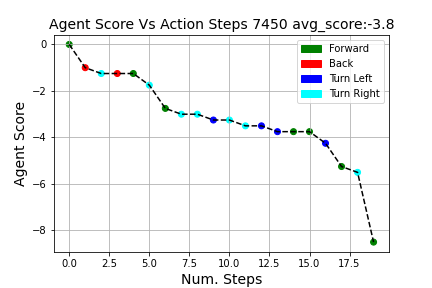 Agent Score Vs Action Steps 7450 avg_score:-3.8
Forward
Back
Turn Left
Turn Right
Agent Score
0
−2
−4
−6
−8
0.0 2.5 5.0 7.5 10.0 12.5 15.0 17.5
Num. Steps